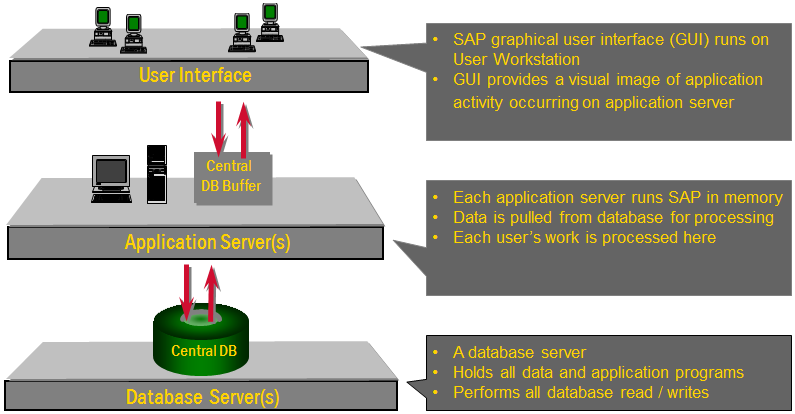 User Interface
• SAP graphical user interface (GUI) runs on
User Workstation
• GUI provides a visual image of application
activity occurring on application server
Central
DB Buffer
Application Server(s)
• Each application server runs SAP in memory
• Data is pulled from database for processing
• Each user’s work is processed here
Central DB
Database Server(s)
• A database server
• Holds all data and application programs
• Performs all database read / writes